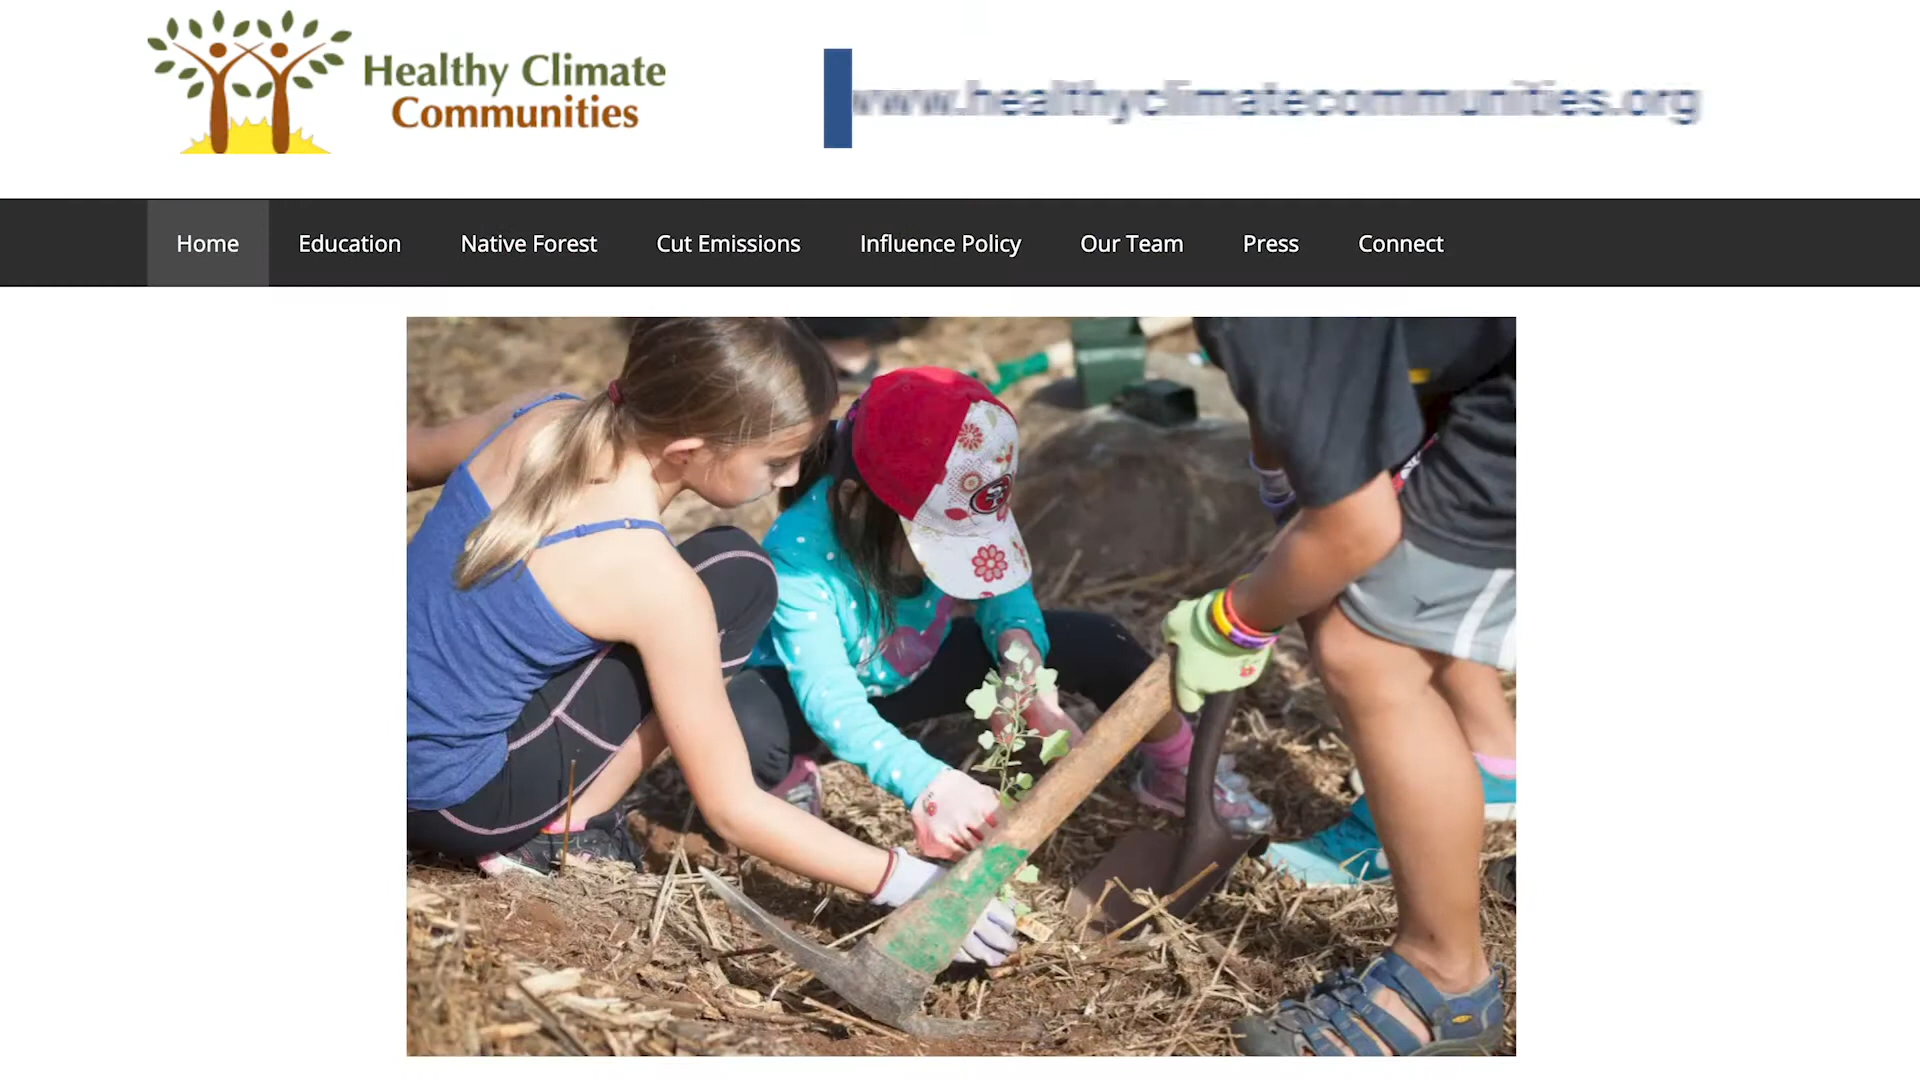 Healthy Climate
Communities
www.healthyclimatecommunities.org
Home Education Native Forest Cut Emissions Influence Policy Our Team Press Connect